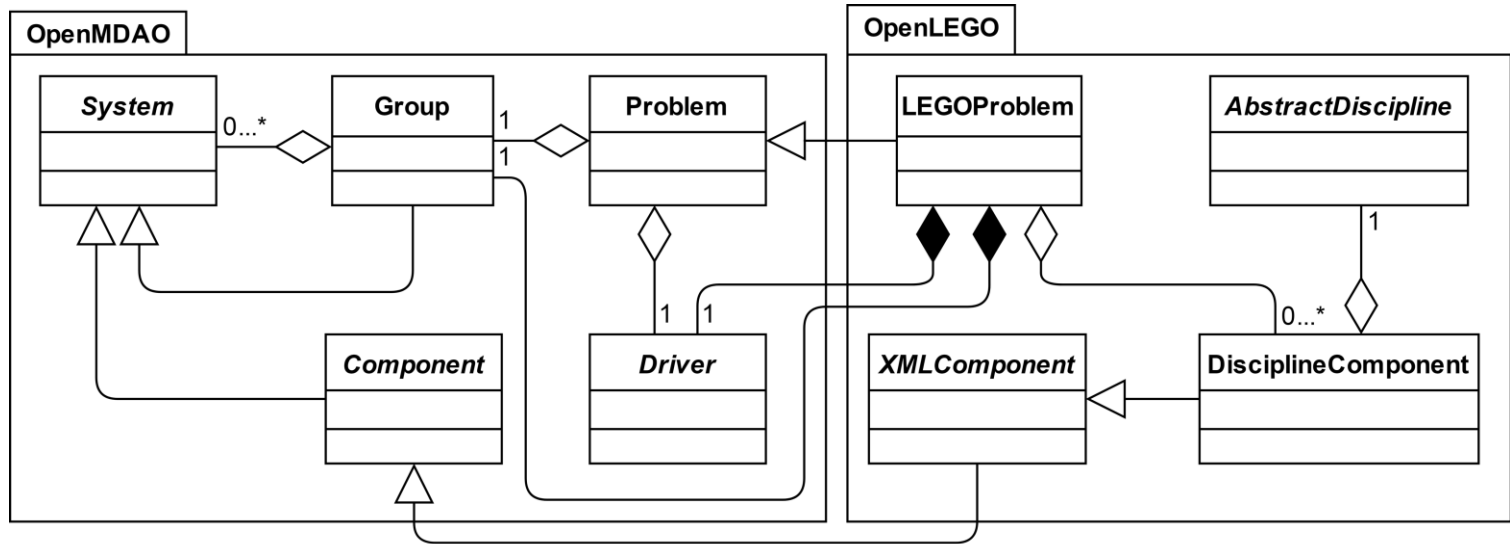 OpenMDAO
OpenLEGO
System
Group
Problem
LEGOProblem
AbstractDiscipline
0...*
1
1
1
1
1
0...*
Component
Driver
XMLComponent
DisciplineComponent